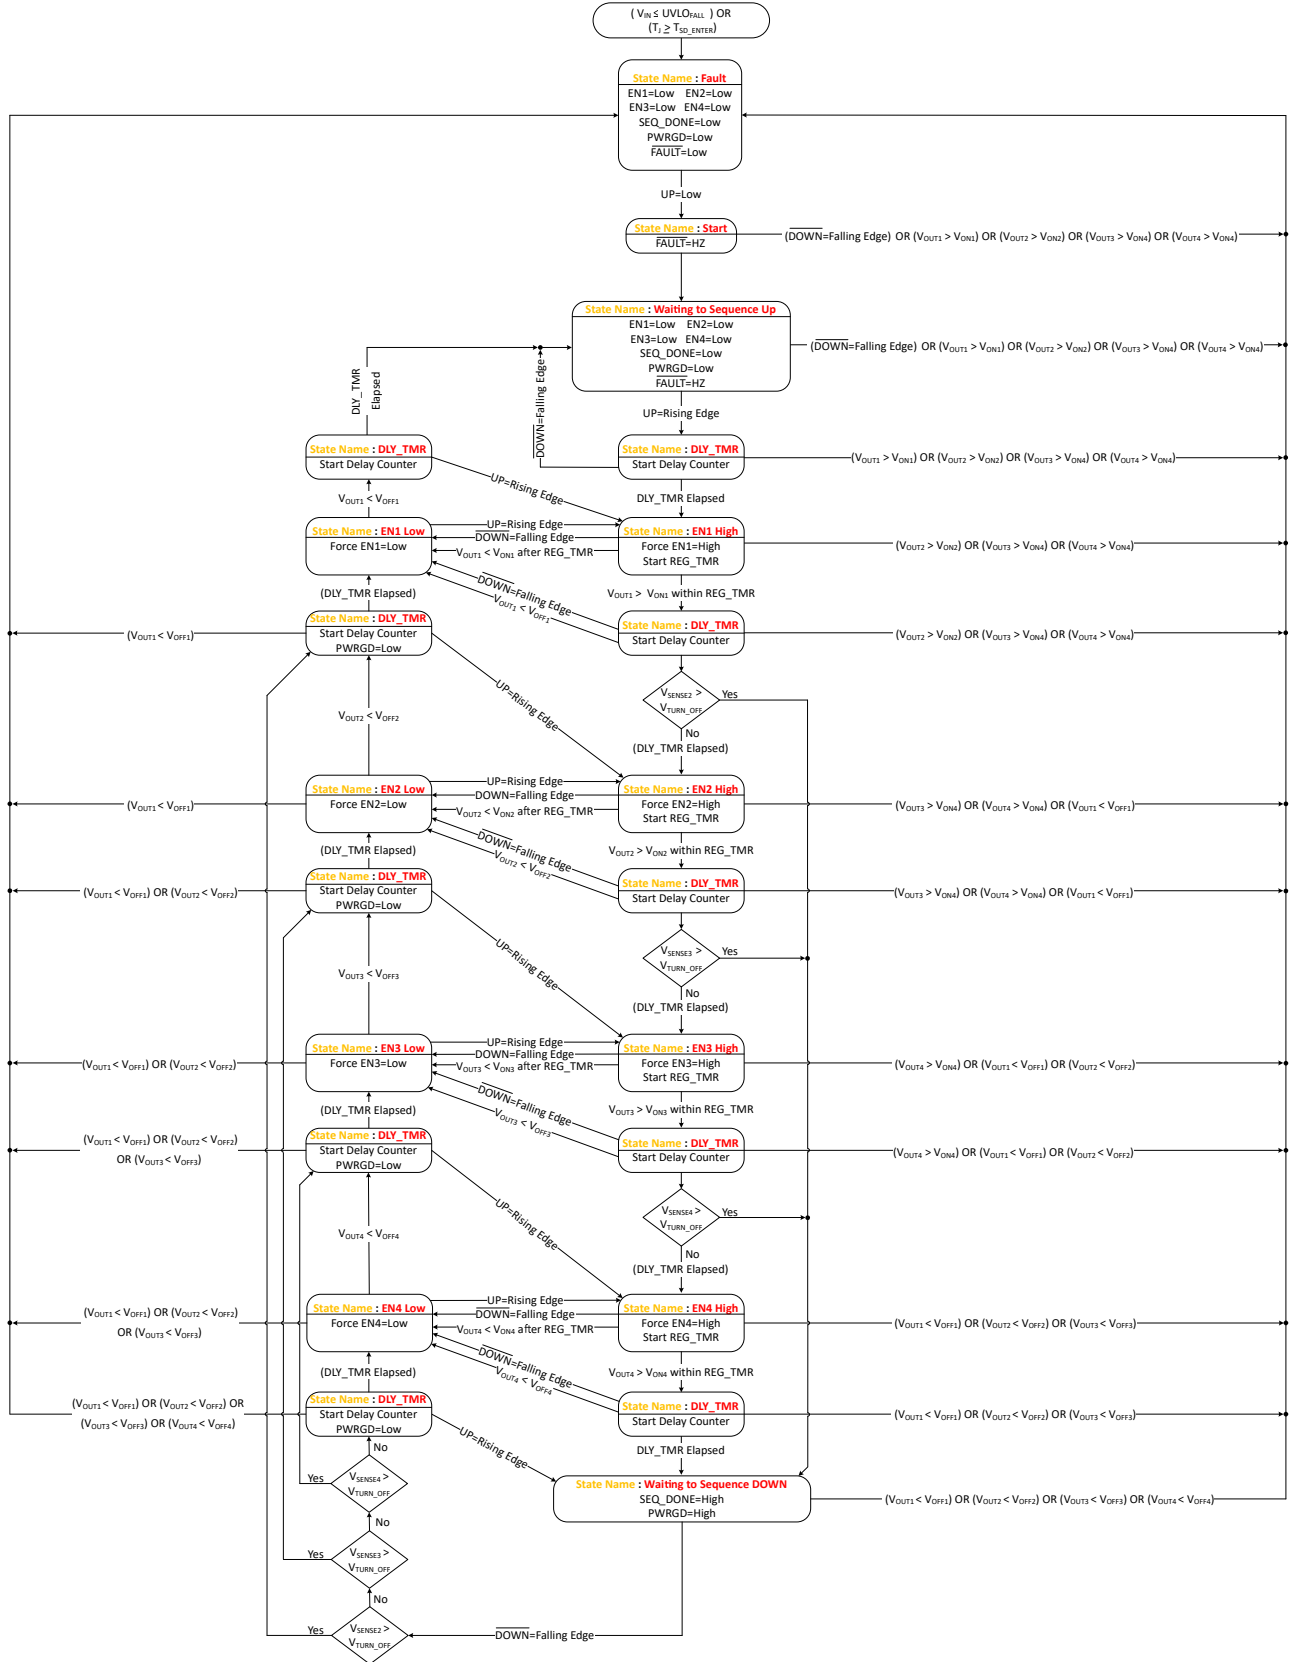 ( VIN ≤ UVLOFALL ) OR
(TJ ≥ TSD_ENTER)
State Name : Fault
EN1=Low EN2=Low
EN3=Low EN4=Low
SEQ_DONE=Low
PWRGD=Low
FAULT=Low
UP=Low
State Name : Start
FAULT=HZ
(DOWN=Falling Edge) OR (VOUT1 > VON1) OR (VOUT2 > VON2) OR (VOUT3 > VON4) OR (VOUT4 > VON4)
State Name : Waiting to Sequence Up
EN1=Low EN2=Low
EN3=Low EN4=Low
SEQ_DONE=Low
PWRGD=Low
FAULT=HZ
(DOWN=Falling Edge) OR (VOUT1 > VON1) OR (VOUT2 > VON2) OR (VOUT3 > VON4) OR (VOUT4 > VON4)
DLY_TMR
Elapsed
DOWN=Falling Edge
UP=Rising Edge
State Name : DLY_TMR
Start Delay Counter
State Name : DLY_TMR
Start Delay Counter
(VOUT1 > VON1) OR (VOUT2 > VON2) OR (VOUT3 > VON4) OR (VOUT4 > VON4)
UP=Rising Edge
VOUT1 < VOFF1
DLY_TMR Elapsed
State Name : EN1 Low
Force EN1=Low
UP=Rising Edge
DOWN=Falling Edge
VOUT1 < VON1 after REG_TMR
State Name : EN1 High
Force EN1=High
Start REG_TMR
(VOUT2 > VON2) OR (VOUT3 > VON4) OR (VOUT4 > VON4)
DOWN=Falling Edge
VOUT1 < VOFF1
(DLY_TMR Elapsed)
VOUT1 > VON1 within REG_TMR
(VOUT1 < VOFF1)
State Name : DLY_TMR
Start Delay Counter
PWRGD=Low
State Name : DLY_TMR
Start Delay Counter
(VOUT2 > VON2) OR (VOUT3 > VON4) OR (VOUT4 > VON4)
UP=Rising Edge
VSENSE2 >
VTURN_OFF
Yes
No
VOUT2 < VOFF2
(DLY_TMR Elapsed)
(VOUT1 < VOFF1)
State Name : EN2 Low
Force EN2=Low
UP=Rising Edge
DOWN=Falling Edge
VOUT2 < VON2 after REG_TMR
State Name : EN2 High
Force EN2=High
Start REG_TMR
(VOUT3 > VON4) OR (VOUT4 > VON4) OR (VOUT1 < VOFF1)
DOWN=Falling Edge
VOUT2 < VOFF2
(DLY_TMR Elapsed)
VOUT2 > VON2 within REG_TMR
(VOUT1 < VOFF1) OR (VOUT2 < VOFF2)
State Name : DLY_TMR
Start Delay Counter
PWRGD=Low
State Name : DLY_TMR
Start Delay Counter
(VOUT3 > VON4) OR (VOUT4 > VON4) OR (VOUT1 < VOFF1)
UP=Rising Edge
VSENSE3 >
VTURN_OFF
Yes
No
VOUT3 < VOFF3
(DLY_TMR Elapsed)
(VOUT1 < VOFF1) OR (VOUT2 < VOFF2)
State Name : EN3 Low
Force EN3=Low
UP=Rising Edge
DOWN=Falling Edge
VOUT3 < VON3 after REG_TMR
State Name : EN3 High
Force EN3=High
Start REG_TMR
(VOUT4 > VON4) OR (VOUT1 < VOFF1) OR (VOUT2 < VOFF2)
DOWN=Falling Edge
VOUT3 < VOFF3
(DLY_TMR Elapsed)
VOUT3 > VON3 within REG_TMR
(VOUT1 < VOFF1) OR (VOUT2 < VOFF2)
OR (VOUT3 < VOFF3)
State Name : DLY_TMR
Start Delay Counter
PWRGD=Low
State Name : DLY_TMR
Start Delay Counter
(VOUT4 > VON4) OR (VOUT1 < VOFF1) OR (VOUT2 < VOFF2)
UP=Rising Edge
VSENSE4 >
VTURN_OFF
Yes
No
VOUT4 < VOFF4
(DLY_TMR Elapsed)
(VOUT1 < VOFF1) OR (VOUT2 < VOFF2)
OR (VOUT3 < VOFF3)
State Name : EN4 Low
Force EN4=Low
UP=Rising Edge
DOWN=Falling Edge
VOUT4 < VON4 after REG_TMR
State Name : EN4 High
Force EN4=High
Start REG_TMR
(VOUT1 < VOFF1) OR (VOUT2 < VOFF2) OR (VOUT3 < VOFF3)
DOWN=Falling Edge
VOUT4 < VOFF4
(DLY_TMR Elapsed)
VOUT4 > VON4 within REG_TMR
(VOUT1 < VOFF1) OR (VOUT2 < VOFF2) OR
(VOUT3 < VOFF3) OR (VOUT4 < VOFF4)
State Name : DLY_TMR
Start Delay Counter
PWRGD=Low
State Name : DLY_TMR
Start Delay Counter
(VOUT1 < VOFF1) OR (VOUT2 < VOFF2) OR (VOUT3 < VOFF3)
UP=Rising Edge
DLY_TMR Elapsed
No
VSENSE4 >
VTURN_OFF
Yes
State Name : Waiting to Sequence DOWN
SEQ_DONE=High
PWRGD=High
(VOUT1 < VOFF1) OR (VOUT2 < VOFF2) OR (VOUT3 < VOFF3) OR (VOUT4 < VOFF4)
No
VSENSE3 >
VTURN_OFF
Yes
No
VSENSE2 >
VTURN_OFF
Yes
DOWN=Falling Edge